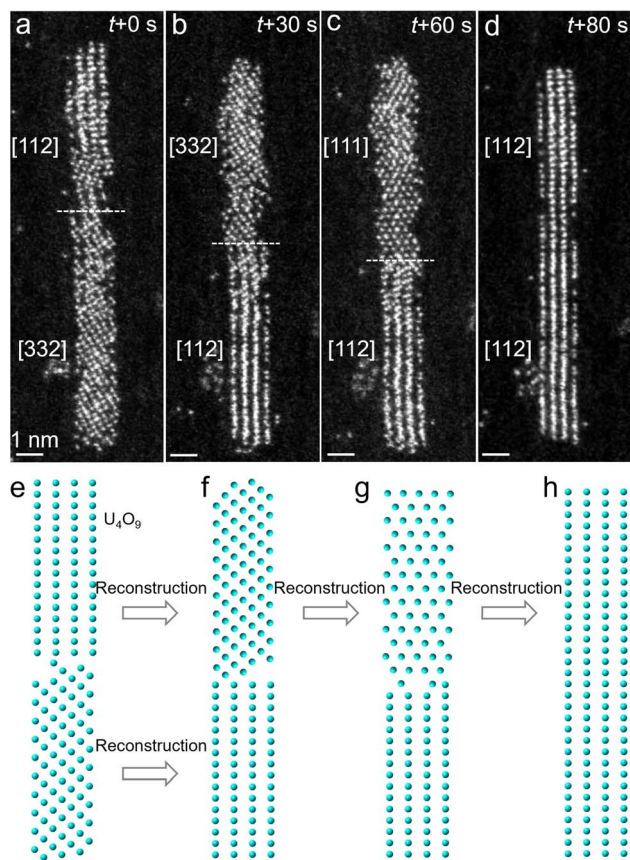 a t+0 s
b t+30 s
c t+60 s
d t+80 s
[112]
[332]
[111]
[112]
[332]
[112]
[112]
[112]
1 nm
e
f
g
h
U₄O₉
Reconstruction
Reconstruction
Reconstruction
Reconstruction